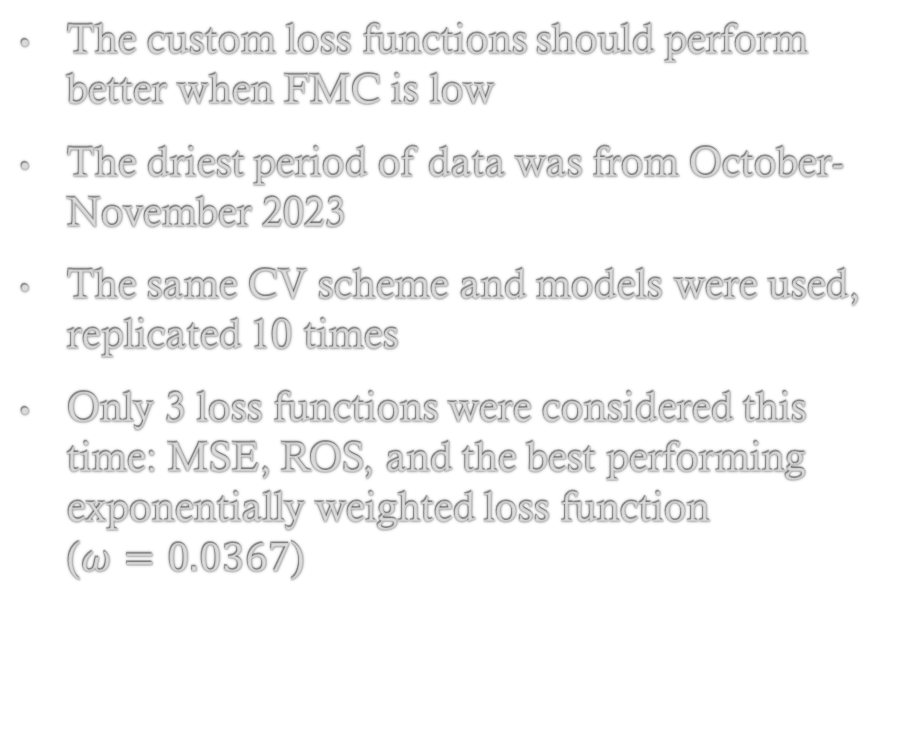 • The custom loss functions should perform
better when FMC is low
• The driest period of data was from October-
November 2023
• The same CV scheme and models were used,
replicated 10 times
• Only 3 loss functions were considered this
time: MSE, ROS, and the best performing
exponentially weighted loss function
(ω = 0.0367)